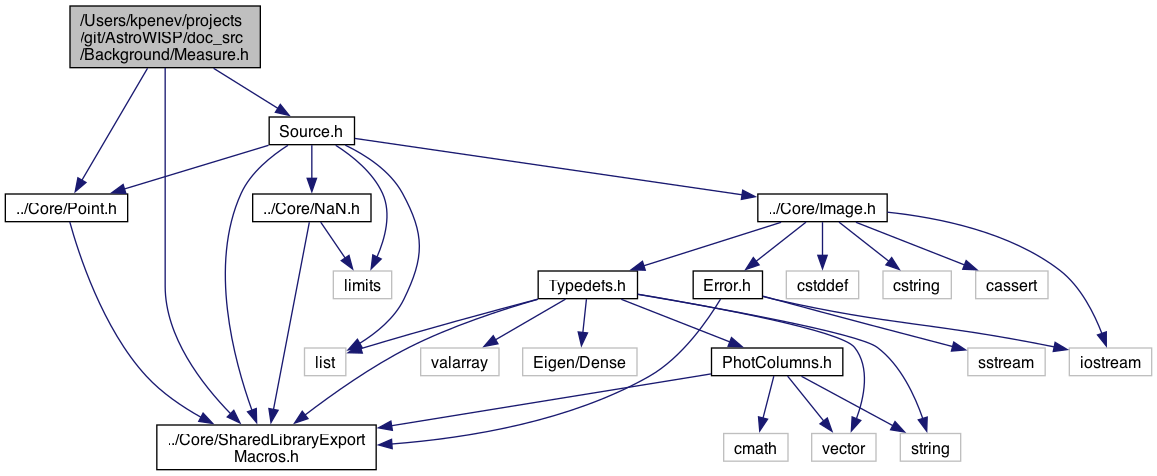 /Users/kpenev/projects
/git/AstroWISP/doc_src
/Background/Measure.h
Source.h
../Core/Point.h
../Core/NaN.h
../Core/Image.h
limits
Typedefs.h
Error.h
cstddef
cstring
cassert
list
valarray
Eigen/Dense
PhotColumns.h
sstream
iostream
../Core/SharedLibraryExport
Macros.h
cmath
vector
string